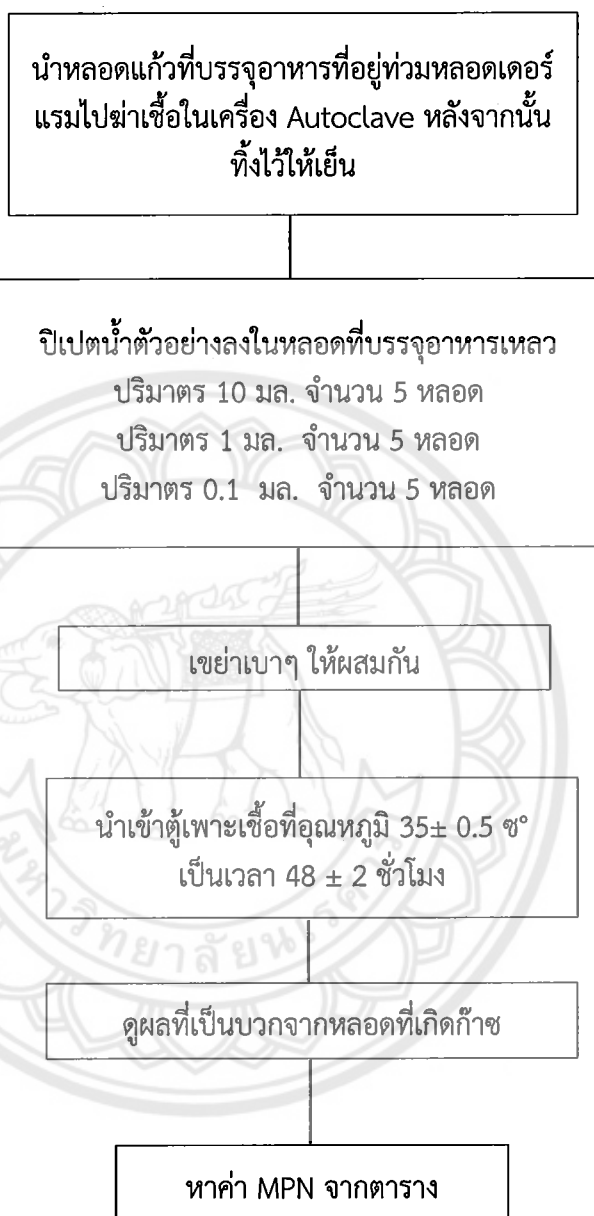 นำหลอดแก้วที่บรรจุอาหารที่อยู่ท่วมหลอดเดอร์
แรมไปฆ่าเชื้อในเครื่อง Autoclave หลังจากนั้น
ทิ้งไว้ให้เย็น
ปิเปตน้ำตัวอย่างลงในหลอดที่บรรจุอาหารเหลว
ปริมาตร 10 มล. จำนวน 5 หลอด
ปริมาตร 1 มล. จำนวน 5 หลอด
ปริมาตร 0.1 มล. จำนวน 5 หลอด
เขย่าเบาๆ ให้ผสมกัน
นำเข้าตู้เพาะเชื้อที่อุณหภูมิ 35± 0.5 ซ°
เป็นเวลา 48 ± 2 ชั่วโมง
ดูผลที่เป็นบวกจากหลอดที่เกิดก๊าซ
หาค่า MPN จากตาราง